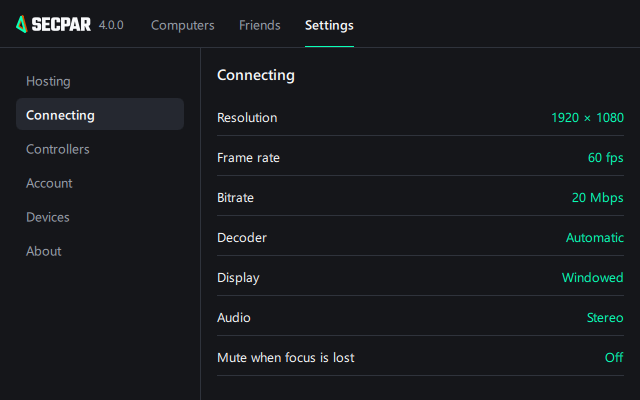 SECPAR 4.0.0 Computers Friends Settings
Hosting
Connecting
Controllers
Account
Devices
About
Connecting
Resolution 1920 × 1080
Frame rate 60 fps
Bitrate 20 Mbps
Decoder Automatic
Display Windowed
Audio Stereo
Mute when focus is lost Off